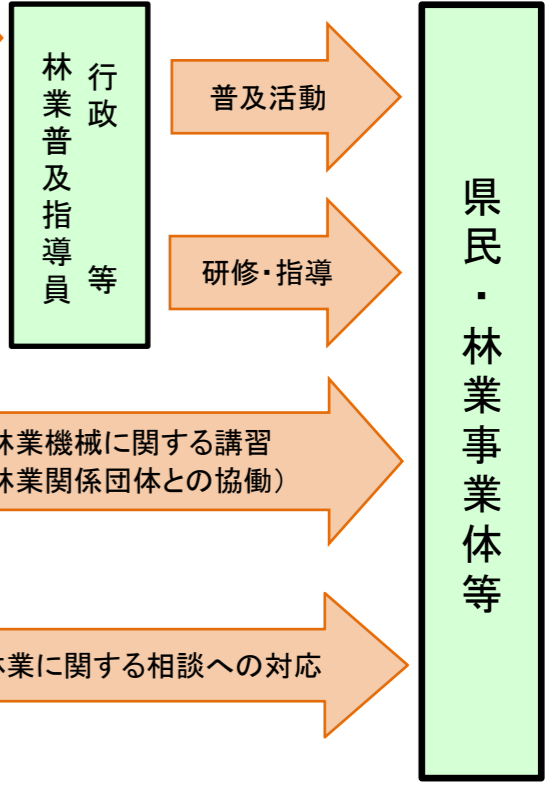 行政 等
林業普及指導員
普及活動
研修・指導
林業機械に関する講習
林業関係団体との協働）
林業に関する相談への対応
県民・林業事業体等